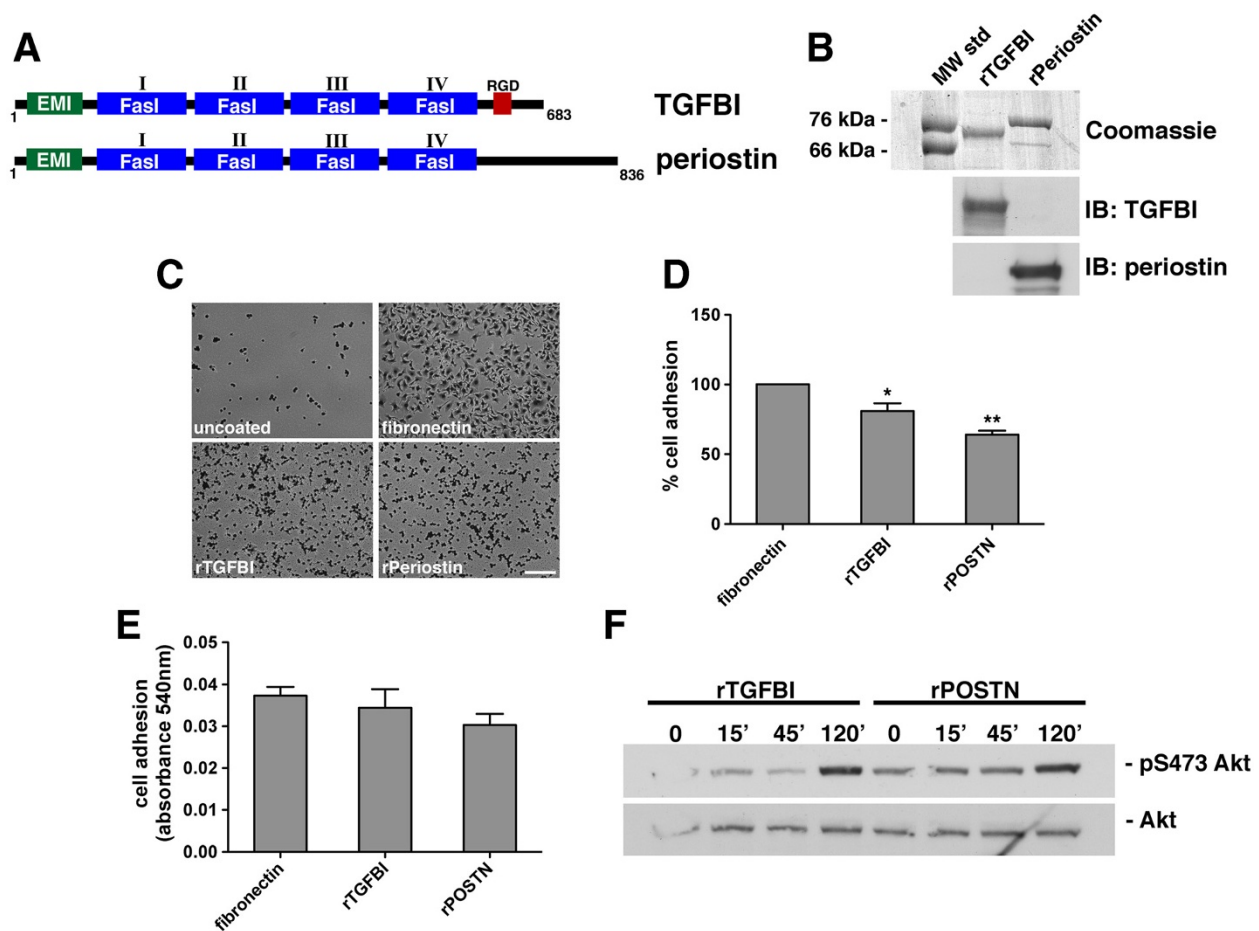 A
I II III IV
RGD
EMI FasI FasI FasI FasI
1 683
TGFBI
I II III IV
EMI FasI FasI FasI FasI
1 836
periostin
B
MW std
rTGFBI
rPeriostin
76 kDa -
66 kDa -
Coomassie
IB: TGFBI
IB: periostin
C
uncoated
fibronectin
rTGFBI
rPeriostin
D
% cell adhesion
150
100
50
0
*
**
fibronectin
rTGFBI
rPOSTN
E
cell adhesion
(absorbance 540nm)
0.05
0.04
0.03
0.02
0.01
0.00
fibronectin
rTGFBI
rPOSTN
F
rTGFBI rPOSTN
0 15’ 45’ 120’ 0 15’ 45’ 120’
- pS473 Akt
- Akt